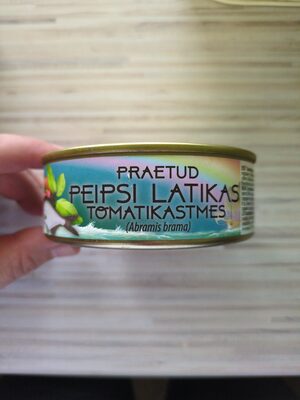 PRAETUD
PEIPSI LATIKAS
TOMATIKASTMES
(Abramis brama)